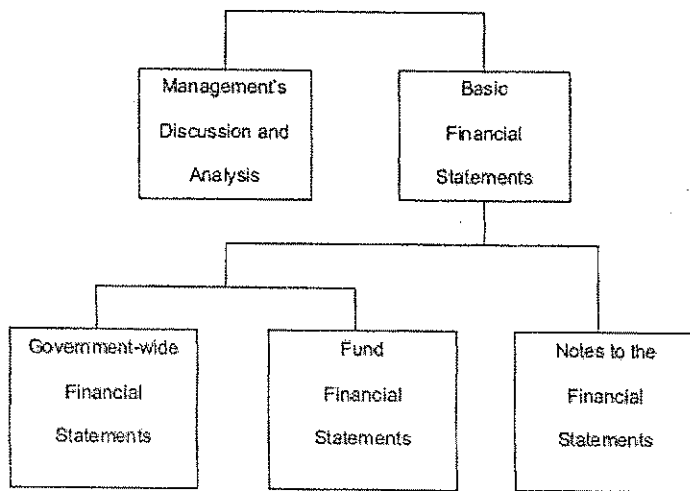 Management's
Discussion and
Analysis
Basic
Financial
Statements
Government-wide
Financial
Statements
Fund
Financial
Statements
Notes to the
Financial
Statements